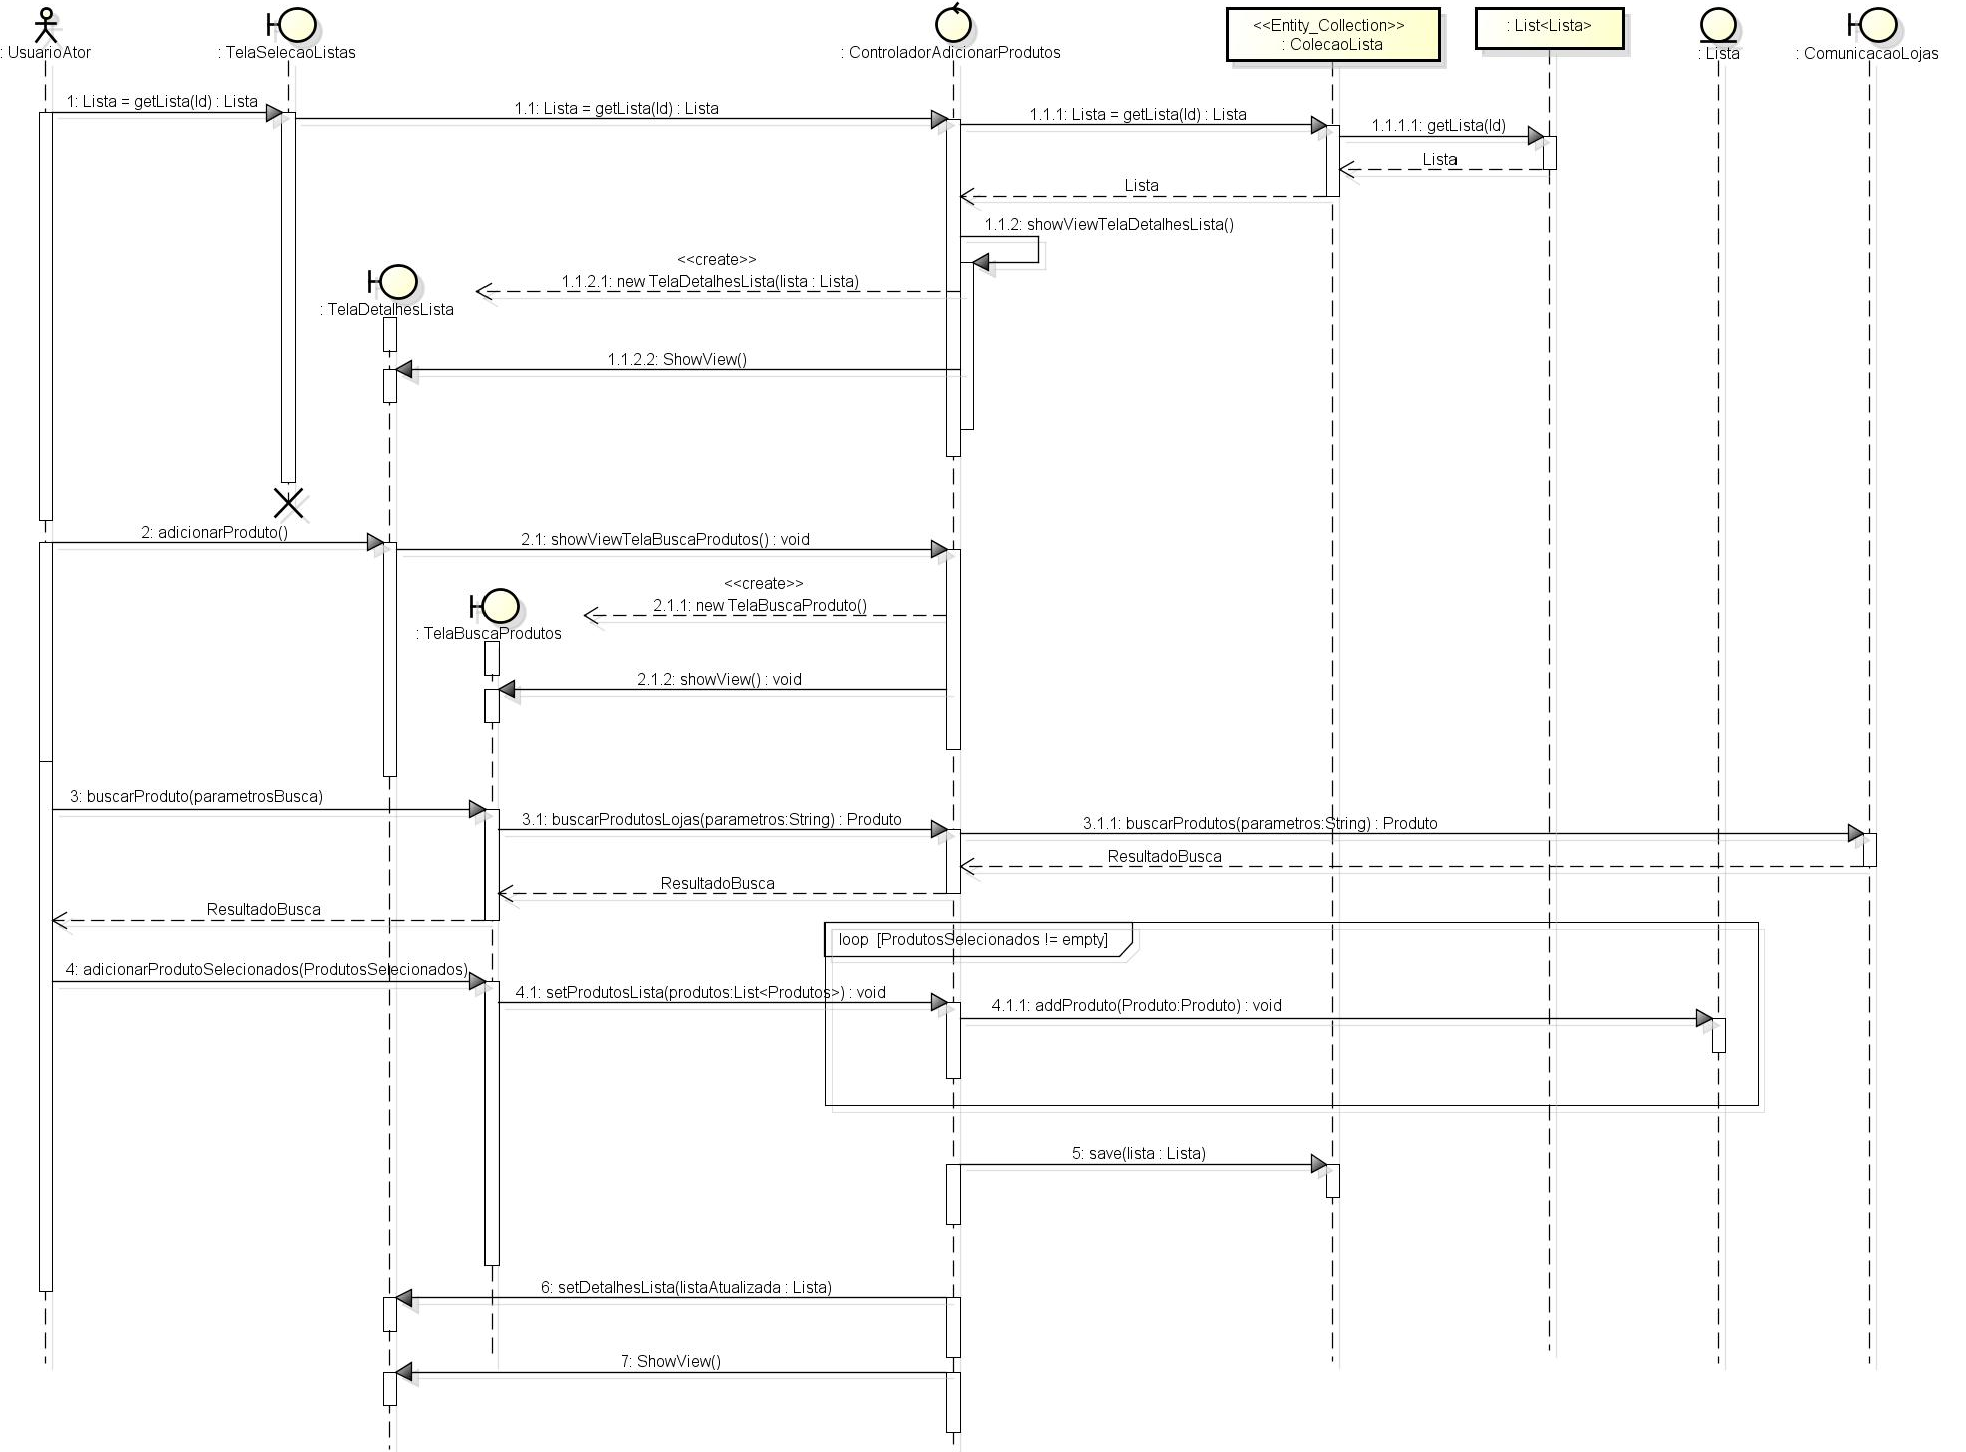 : UsuarioAtor
: TelaSelecaoListas
: ControladorAdicionarProdutos
<<Entity_Collection>>
: ColecaoLista
: List<Lista>
: Lista
: ComunicacaoLojas
1: Lista = getLista(Id) : Lista
1.1: Lista = getLista(Id) : Lista
1.1.1: Lista = getLista(Id) : Lista
1.1.1.1: getLista(Id)
Lista
Lista
1.1.2: showViewTelaDetalhesLista()
<<create>>
1.1.2.1: new TelaDetalhesLista(lista : Lista)
: TelaDetalhesLista
1.1.2.2: ShowView()
2: adicionarProduto()
2.1: showViewTelaBuscaProdutos() : void
<<create>>
2.1.1: new TelaBuscaProduto()
: TelaBuscaProdutos
2.1.2: showView() : void
3: buscarProduto(parametrosBusca)
3.1: buscarProdutosLojas(parametros:String) : Produto
3.1.1: buscarProdutos(parametros:String) : Produto
ResultadoBusca
ResultadoBusca
ResultadoBusca
loop [ProdutosSelecionados != empty]
4: adicionarProdutoSelecionados(ProdutosSelecionados)
4.1: setProdutosLista(produtos:List<Produtos>) : void
4.1.1: addProduto(Produto:Produto) : void
5: save(lista : Lista)
6: setDetalhesLista(listaAtualizada : Lista)
7: ShowView()